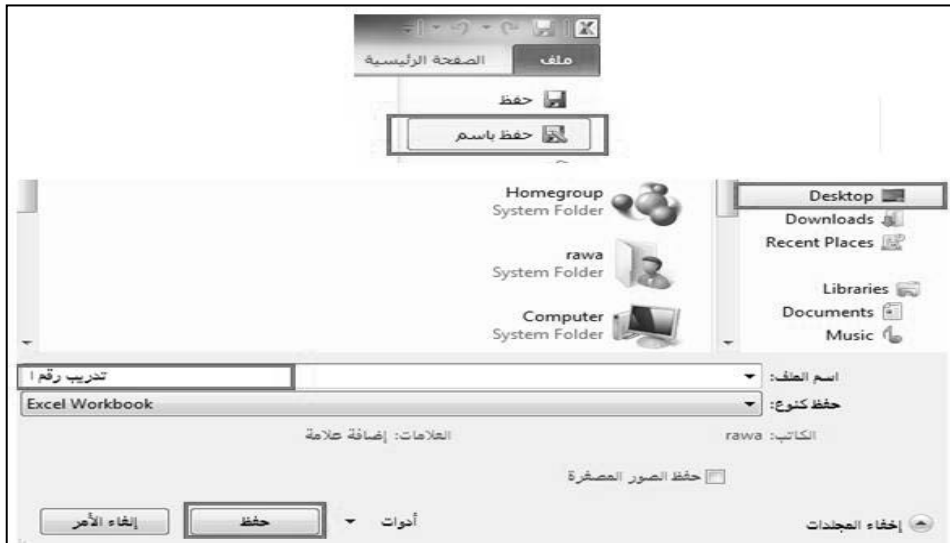 ملف الصفحة الرئيسية
حفظ
حفظ باسم
Desktop
Downloads
Recent Places
Libraries
Documents
Music
Homegroup
System Folder
rawa
System Folder
Computer
System Folder
اسم الملف: تدريب رقم ا
حفظ كنوع: Excel Workbook
الكاتب: rawa العلامات: إضافة علامة
حفظ الصور المصغرة
إخفاء المجلدات أدوات حفظ إلغاء الأمر